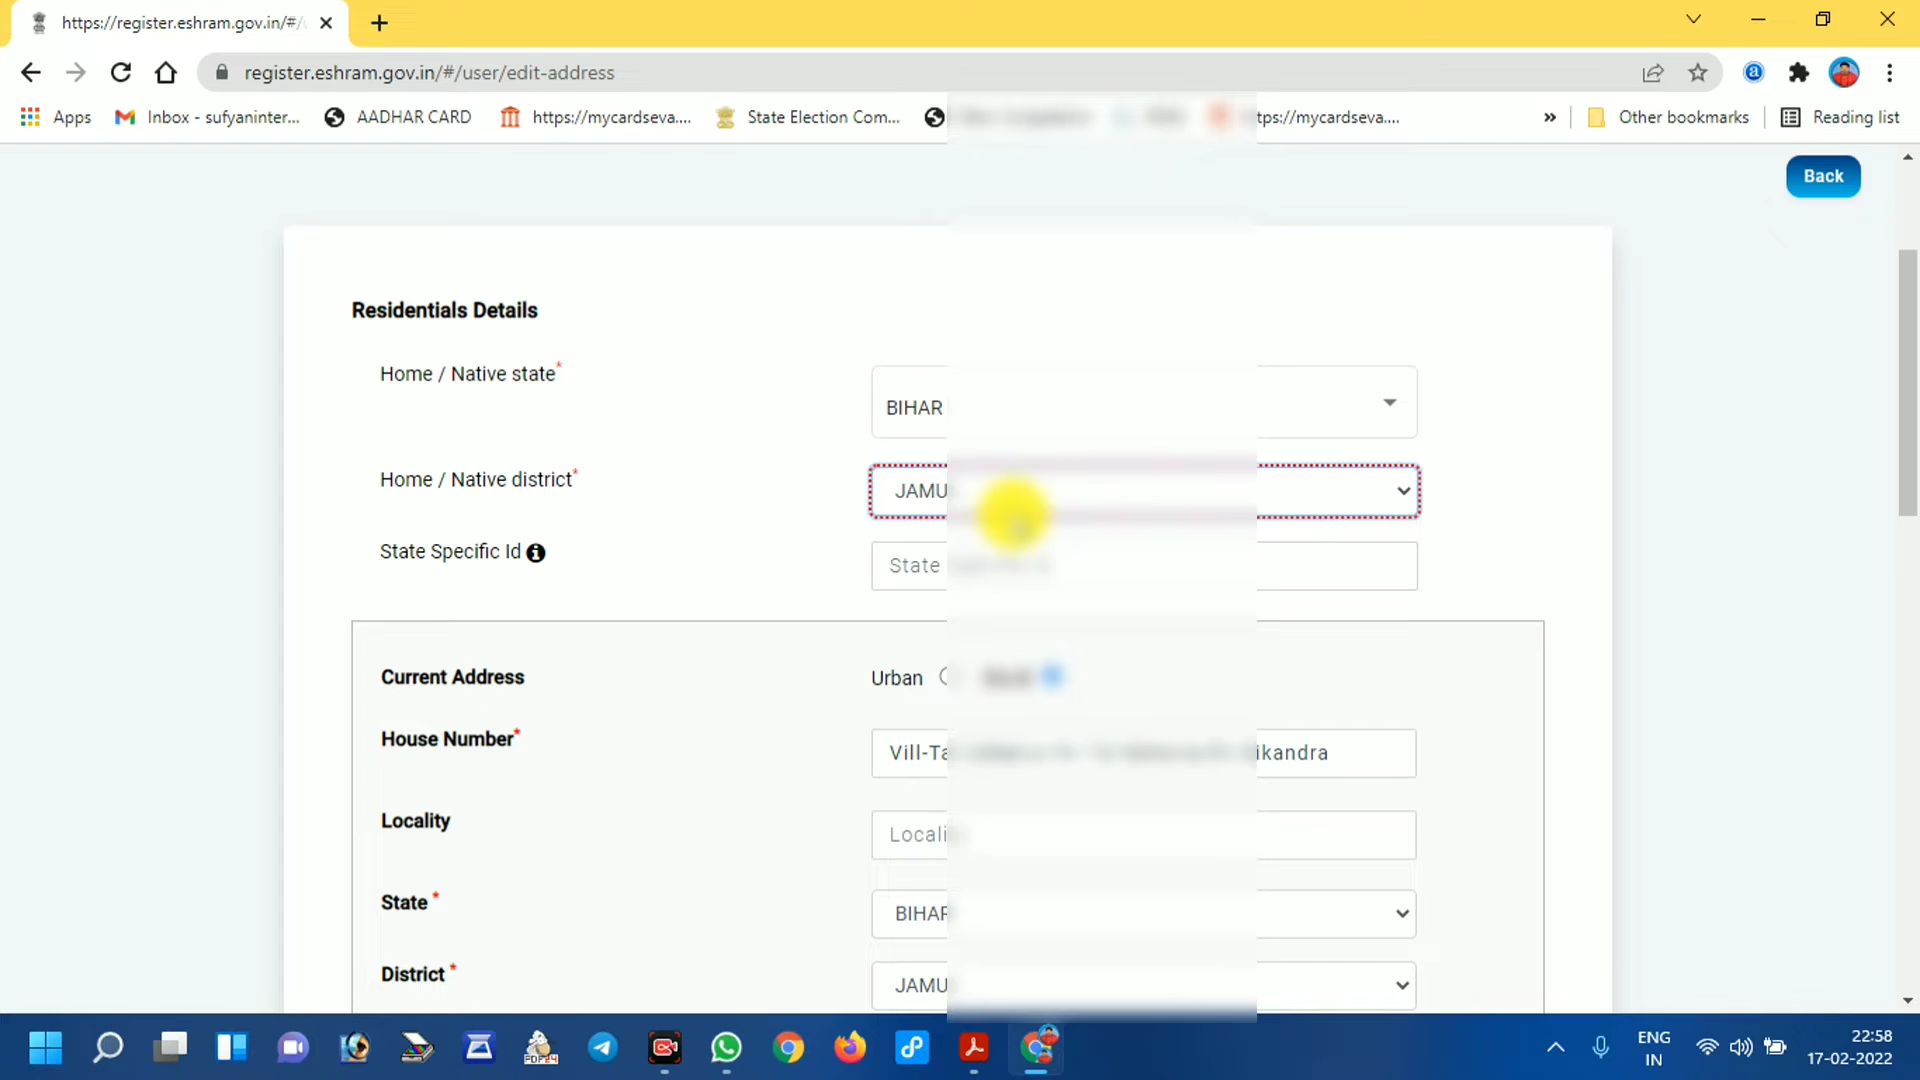 https://register.eshram.gov.in/#/
register.eshram.gov.in/#/user/edit-address
Apps
Inbox - sufyaninter...
AADHAR CARD
https://mycardseva....
State Election Com...
tps://mycardseva....
Other bookmarks
Reading list
Back
Residentials Details
Home / Native state*
BIHAR
Home / Native district*
JAMU
State Specific Id
State
Current Address
Urban
House Number*
Vill-Ta
ikandra
Locality
Locali
State *
BIHAR
District *
JAMU
PDF24
ENG
IN
22:58
17-02-2022